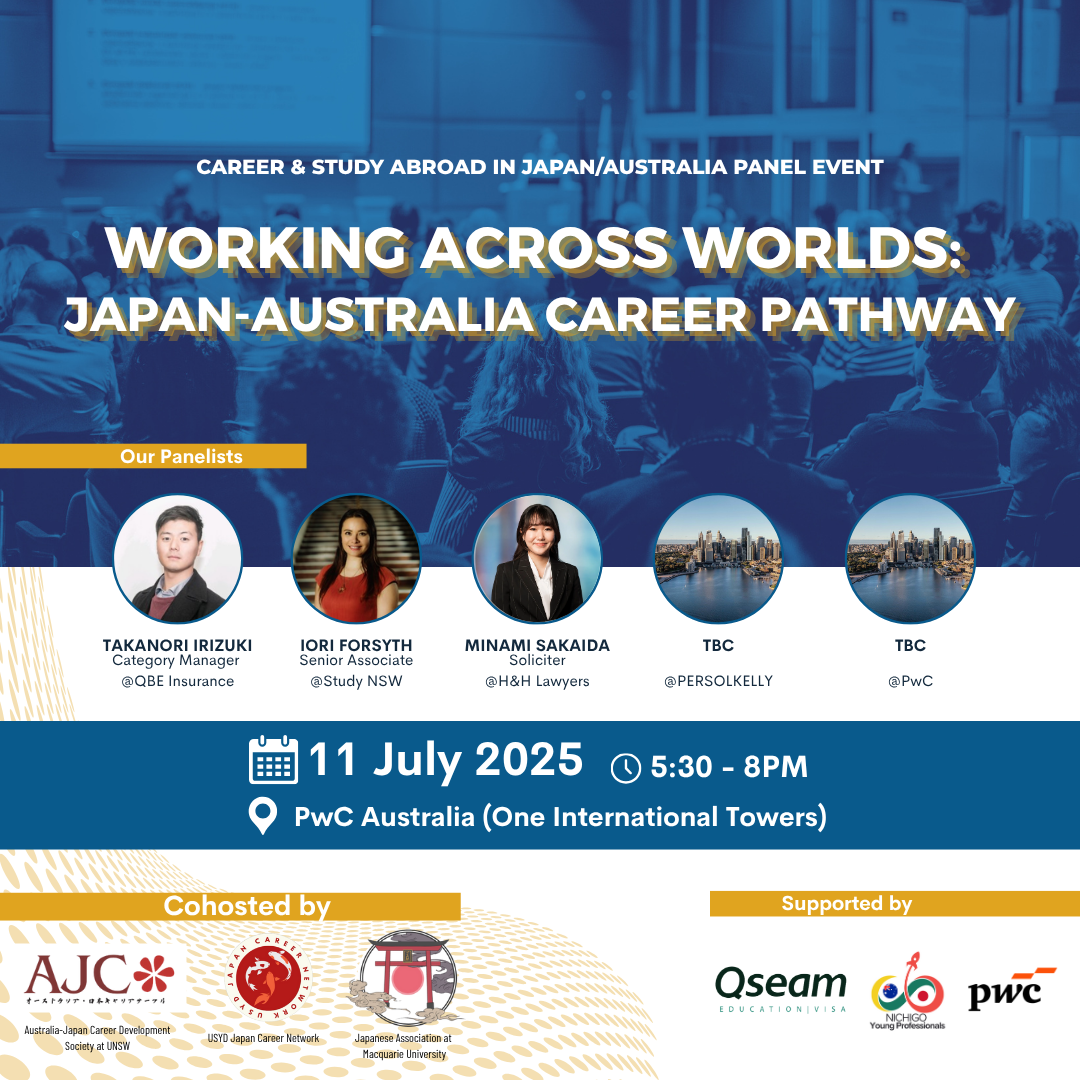 CAREER & STUDY ABROAD IN JAPAN/AUSTRALIA PANEL EVENT
WORKING ACROSS WORLDS:
JAPAN-AUSTRALIA CAREER PATHWAY
Our Panelists
TAKANORI IRIZUKI
Category Manager
@QBE Insurance
IORI FORSYTH
Senior Associate
@Study NSW
MINAMI SAKAIDA
Soliciter
@H&H Lawyers
TBC
@PERSOLKELLY
TBC
@PwC
11 July 2025
5:30 - 8PM
PwC Australia (One International Towers)
Cohosted by
AJC
オーストラリア・日本キャリアサークル
Australia-Japan Career Development
Society at UNSW
USYD JAPAN CAREER NETWORK
USYD Japan Career Network
Japanese Association at
Macquarie University
Supported by
Qseam
EDUCATION|VISA
NICHIGO
Young Professionals
pwc